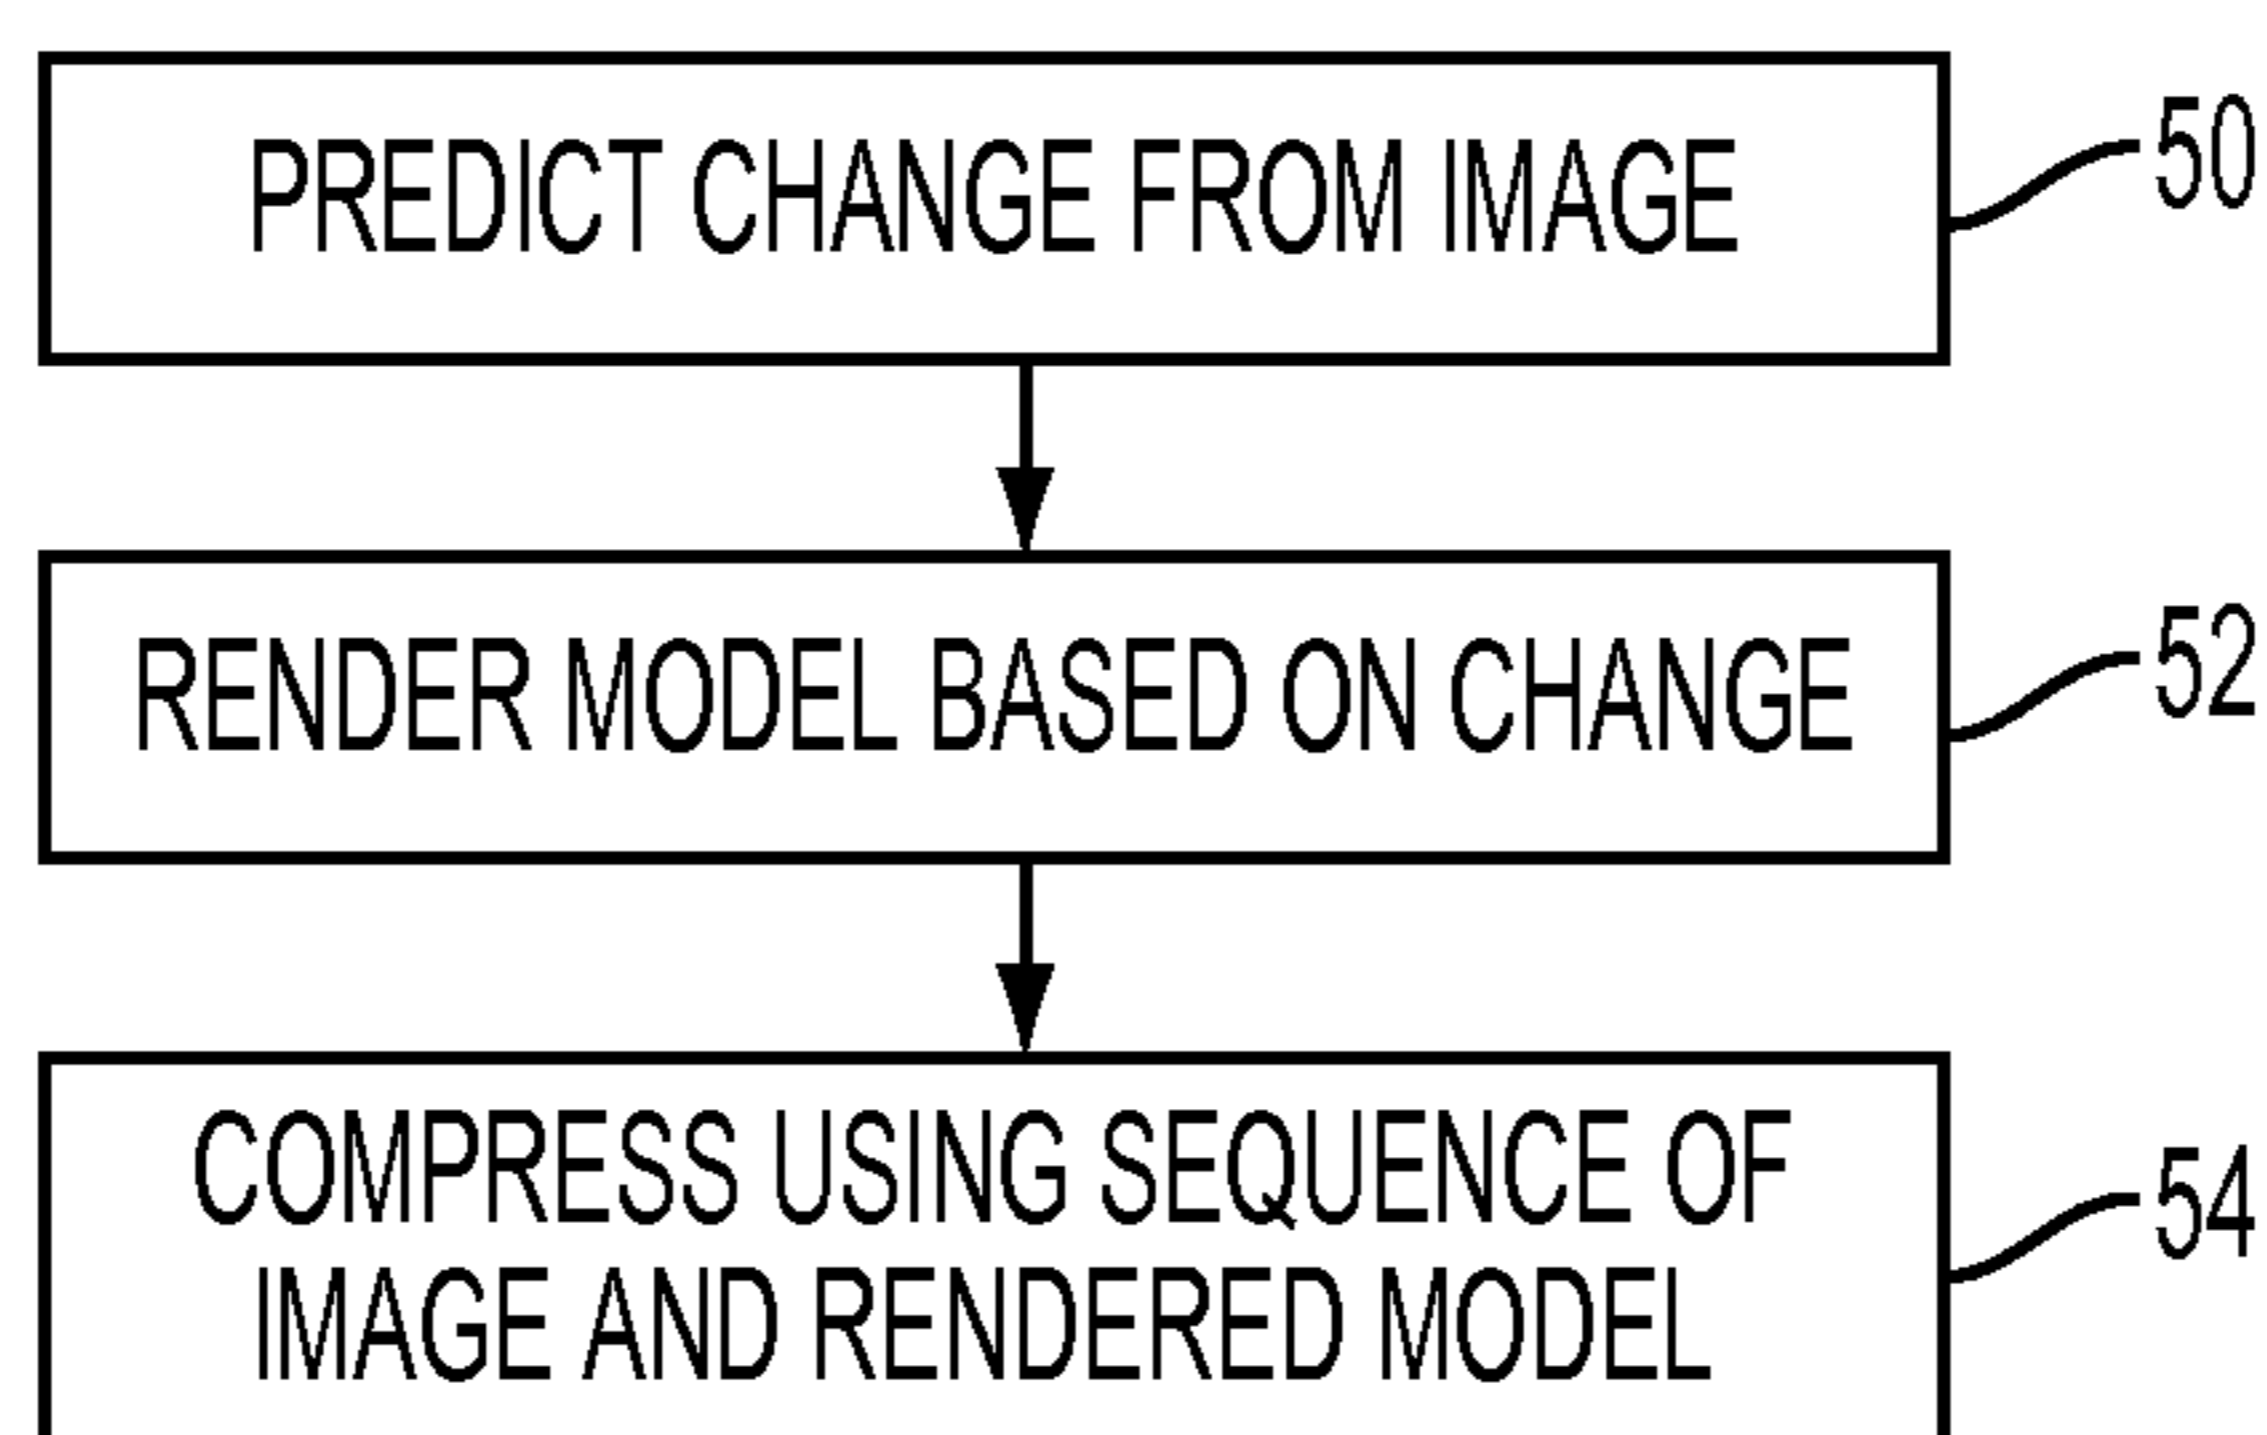 PREDICT CHANGE FROM IMAGE
50
RENDER MODEL BASED ON CHANGE
52
COMPRESS USING SEQUENCE OF
IMAGE AND RENDERED MODEL
54